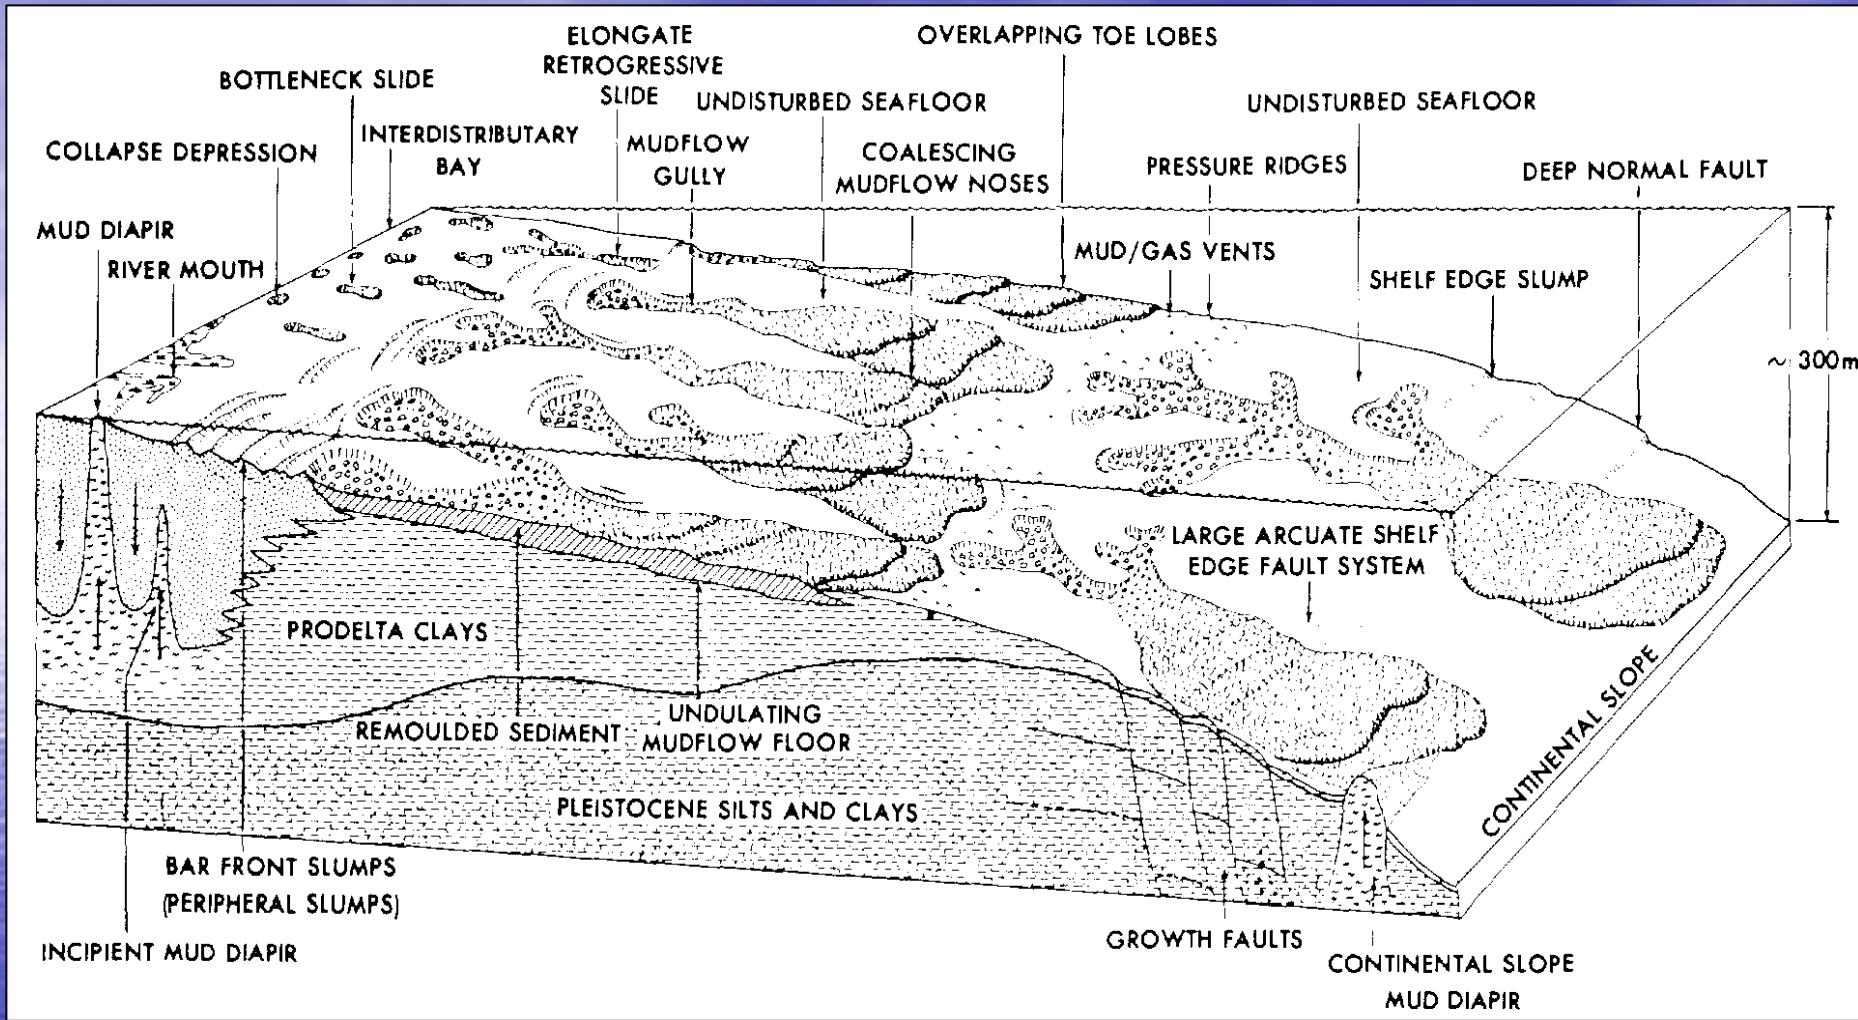 ELONGATE
RETROGRESSIVE
SLIDE
OVERLAPPING TOE LOBES
BOTTLENECK SLIDE
UNDISTURBED SEAFLOOR
UNDISTURBED SEAFLOOR
INTERDISTRIBUTARY
BAY
MUDFLOW
GULLY
COLLAPSE DEPRESSION
COALESCING
MUDFLOW NOSES
PRESSURE RIDGES
DEEP NORMAL FAULT
MUD DIAPIR
RIVER MOUTH
MUD/GAS VENTS
SHELF EDGE SLUMP
~ 300m
LARGE ARCUATE SHELF
EDGE FAULT SYSTEM
PRODELTA CLAYS
REMOULDED SEDIMENT
UNDULATING
MUDFLOW FLOOR
CONTINENTAL SLOPE
PLEISTOCENE SILTS AND CLAYS
BAR FRONT SLUMPS
(PERIPHERAL SLUMPS)
INCIPIENT MUD DIAPIR
GROWTH FAULTS
CONTINENTAL SLOPE
MUD DIAPIR